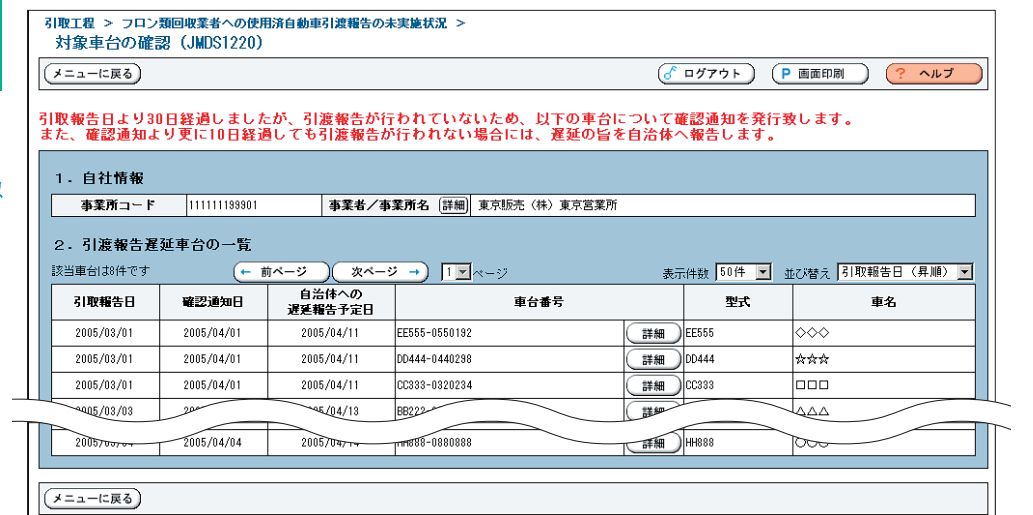 引取工程 > フロン類回収業者への使用済自動車引渡報告の未実施状況 >
対象車台の確認（JMDS1220）
メニューに戻る ログアウト P 画面印刷 ? ヘルプ
引取報告日より30日経過しましたが、引渡報告が行われていないため、以下の車台について確認通知を発行致します。
また、確認通知より更に10日経過しても引渡報告が行われない場合には、遅延の旨を自治体へ報告します。
1．自社情報
事業所コード 111111199901 事業者／事業所名 詳細 東京販売（株）東京営業所
2．引渡報告遅延車台の一覧
該当車台は8件です ← 前ページ 次ページ → 1 ページ 表示件数 50件 並び替え 引取報告日（昇順）
引取報告日 確認通知日 自治体への遅延報告予定日 車台番号 型式 車名
2005/03/01 2005/04/01 2005/04/11 EE555-0550192 詳細 EE555 ◇◇◇
2005/03/01 2005/04/01 2005/04/11 DD444-0440298 詳細 DD444 ☆☆☆
2005/03/01 2005/04/01 2005/04/11 CC333-0320234 詳細 CC333 □□□
2005/03/03 2005/04/13 BB222- 詳細 △△△
2005/03/04 2005/04/04 2005/04/14 HH888-0880888 詳細 HH888 ○○○
メニューに戻る